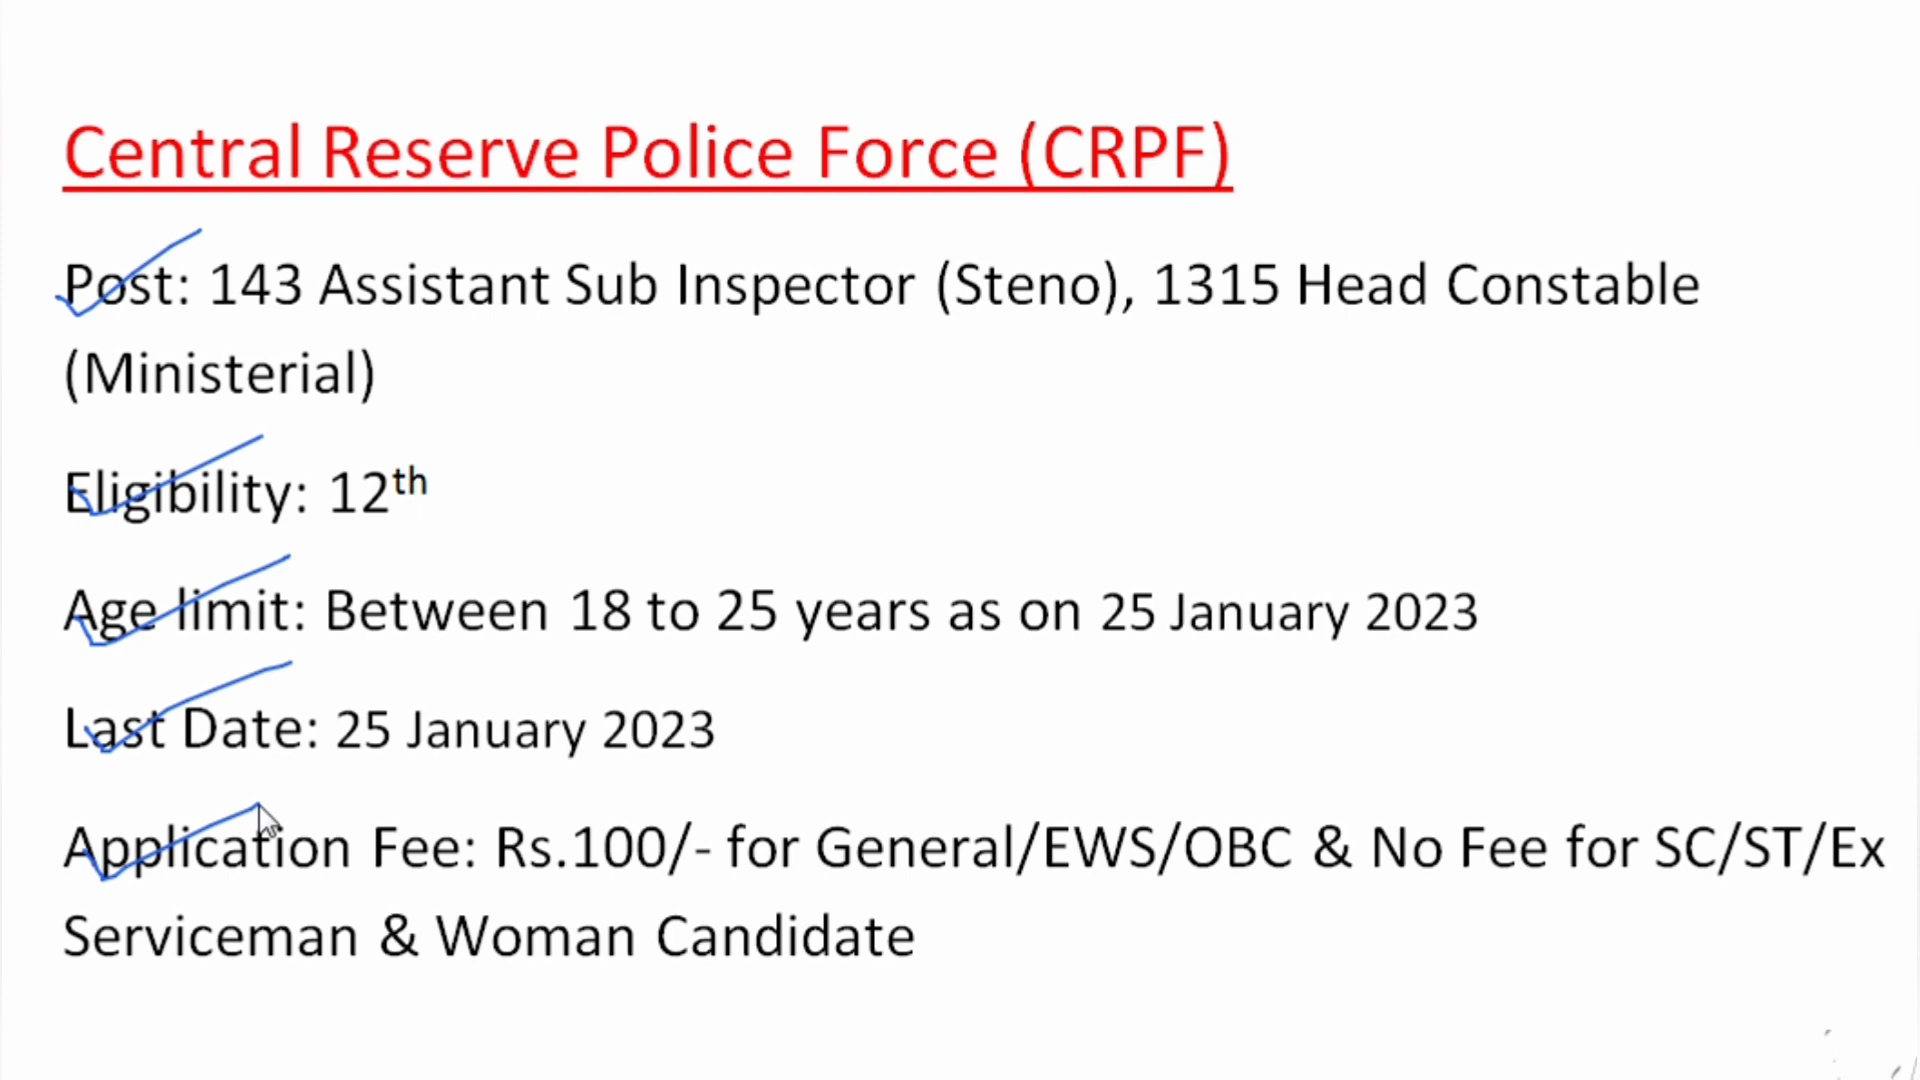 Central Reserve Police Force (CRPF)
Post: 143 Assistant Sub Inspector (Steno), 1315 Head Constable
(Ministerial)
Eligibility: 12th
Age limit: Between 18 to 25 years as on 25 January 2023
Last Date: 25 January 2023
Application Fee: Rs.100/- for General/EWS/OBC & No Fee for SC/ST/Ex
Serviceman & Woman Candidate